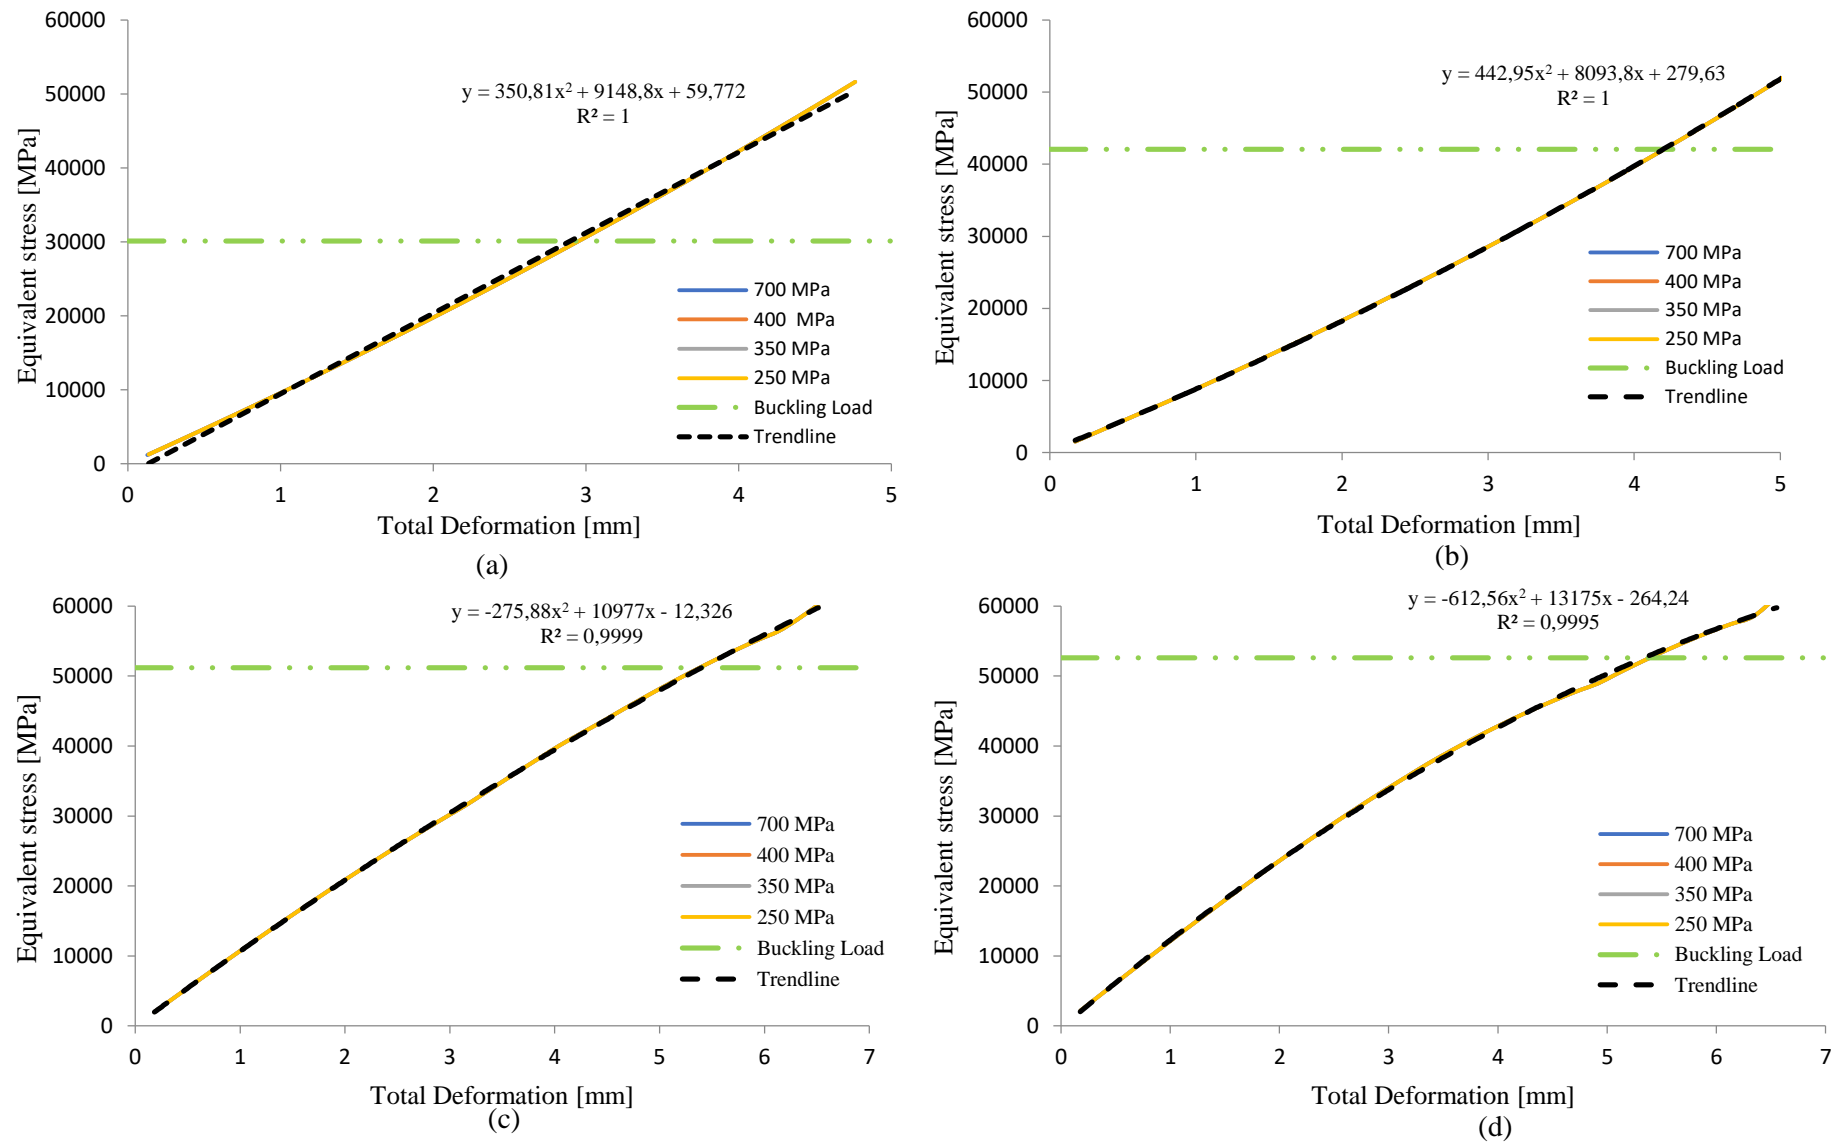 60000
50000
40000
30000
20000
10000
0
Equivalent stress [MPa]
y = 350,81x² + 9148,8x + 59,772
R² = 1
700 MPa
400 MPa
350 MPa
250 MPa
Buckling Load
Trendline
0 1 2 3 4 5
Total Deformation [mm]
(a)
60000
50000
40000
30000
20000
10000
0
Equivalent stress [MPa]
y = 442,95x² + 8093,8x + 279,63
R² = 1
700 MPa
400 MPa
350 MPa
250 MPa
Buckling Load
Trendline
0 1 2 3 4 5
Total Deformation [mm]
(b)
60000
50000
40000
30000
20000
10000
0
Equivalent stress [MPa]
y = -275,88x² + 10977x - 12,326
R² = 0,9999
700 MPa
400 MPa
350 MPa
250 MPa
Buckling Load
Trendline
0 1 2 3 4 5 6 7
Total Deformation [mm]
(c)
60000
50000
40000
30000
20000
10000
0
Equivalent stress [MPa]
y = -612,56x² + 13175x - 264,24
R² = 0,9995
700 MPa
400 MPa
350 MPa
250 MPa
Buckling Load
Trendline
0 1 2 3 4 5 6 7
Total Deformation [mm]
(d)